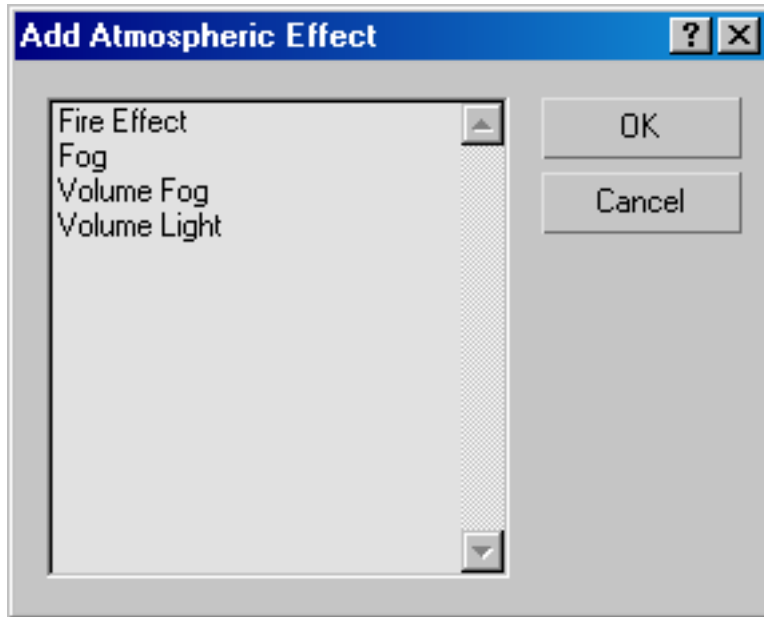 Add Atmospheric Effect
Fire Effect
Fog
Volume Fog
Volume Light
OK
Cancel